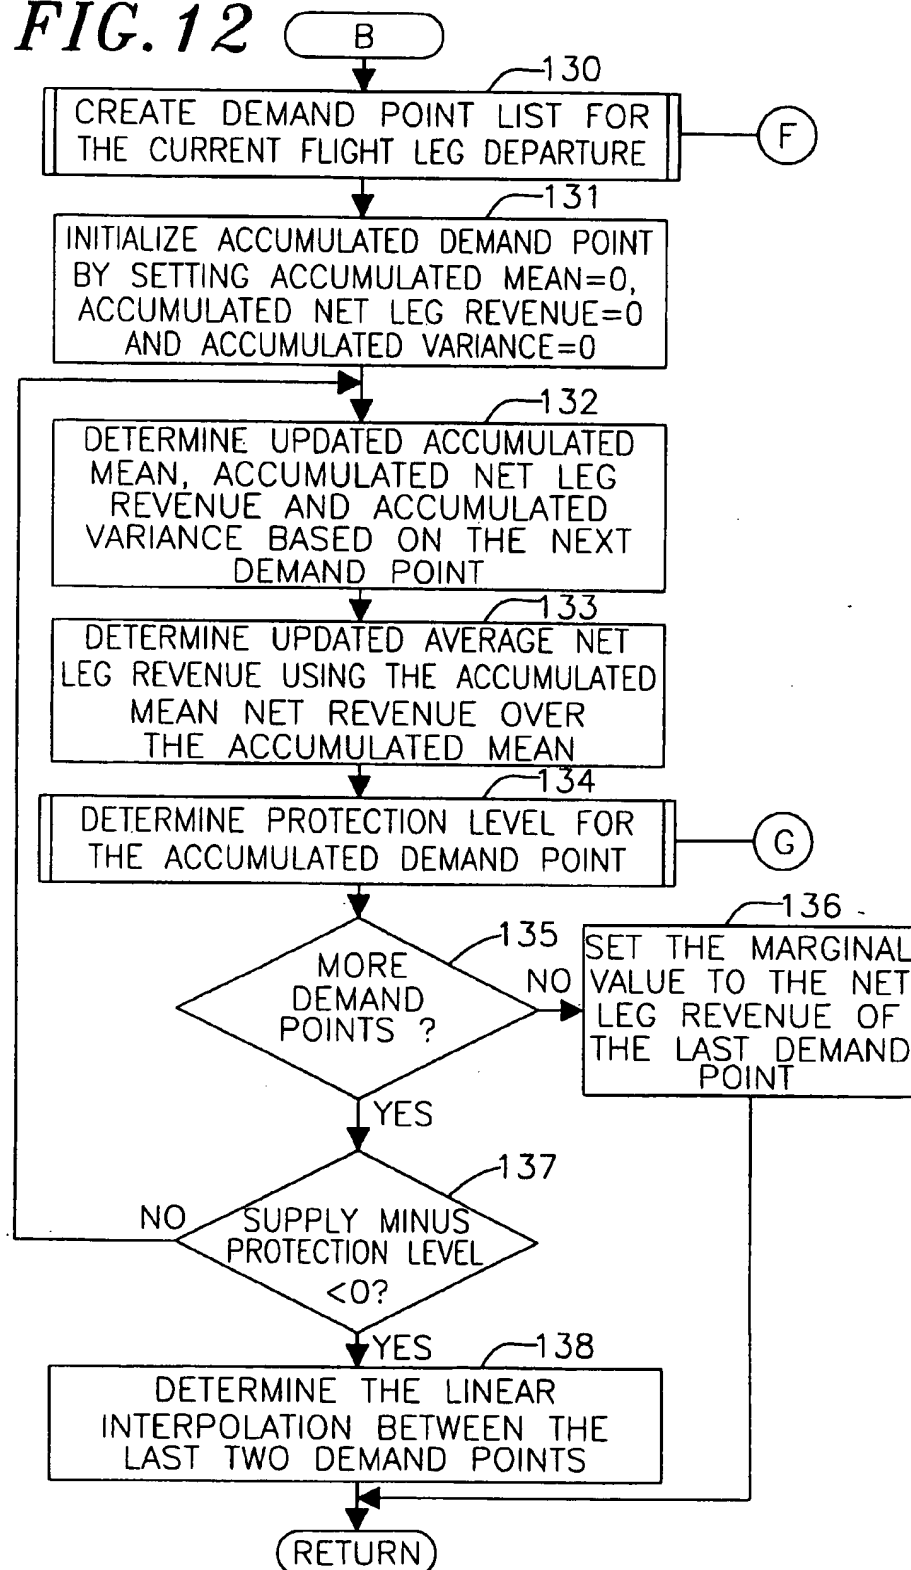 FIG. 12
B
130
CREATE DEMAND POINT LIST FOR
THE CURRENT FLIGHT LEG DEPARTURE
F
131
INITIALIZE ACCUMULATED DEMAND POINT
BY SETTING ACCUMULATED MEAN=0,
ACCUMULATED NET LEG REVENUE=0
AND ACCUMULATED VARIANCE=0
132
DETERMINE UPDATED ACCUMULATED
MEAN, ACCUMULATED NET LEG
REVENUE AND ACCUMULATED
VARIANCE BASED ON THE NEXT
DEMAND POINT
133
DETERMINE UPDATED AVERAGE NET
LEG REVENUE USING THE ACCUMULATED
MEAN NET REVENUE OVER
THE ACCUMULATED MEAN
134
DETERMINE PROTECTION LEVEL FOR
THE ACCUMULATED DEMAND POINT
G
135
MORE
DEMAND
POINTS ?
NO
136
SET THE MARGINAL
VALUE TO THE NET
LEG REVENUE OF
THE LAST DEMAND
POINT
YES
137
SUPPLY MINUS
PROTECTION LEVEL
<0?
NO
YES
138
DETERMINE THE LINEAR
INTERPOLATION BETWEEN THE
LAST TWO DEMAND POINTS
RETURN